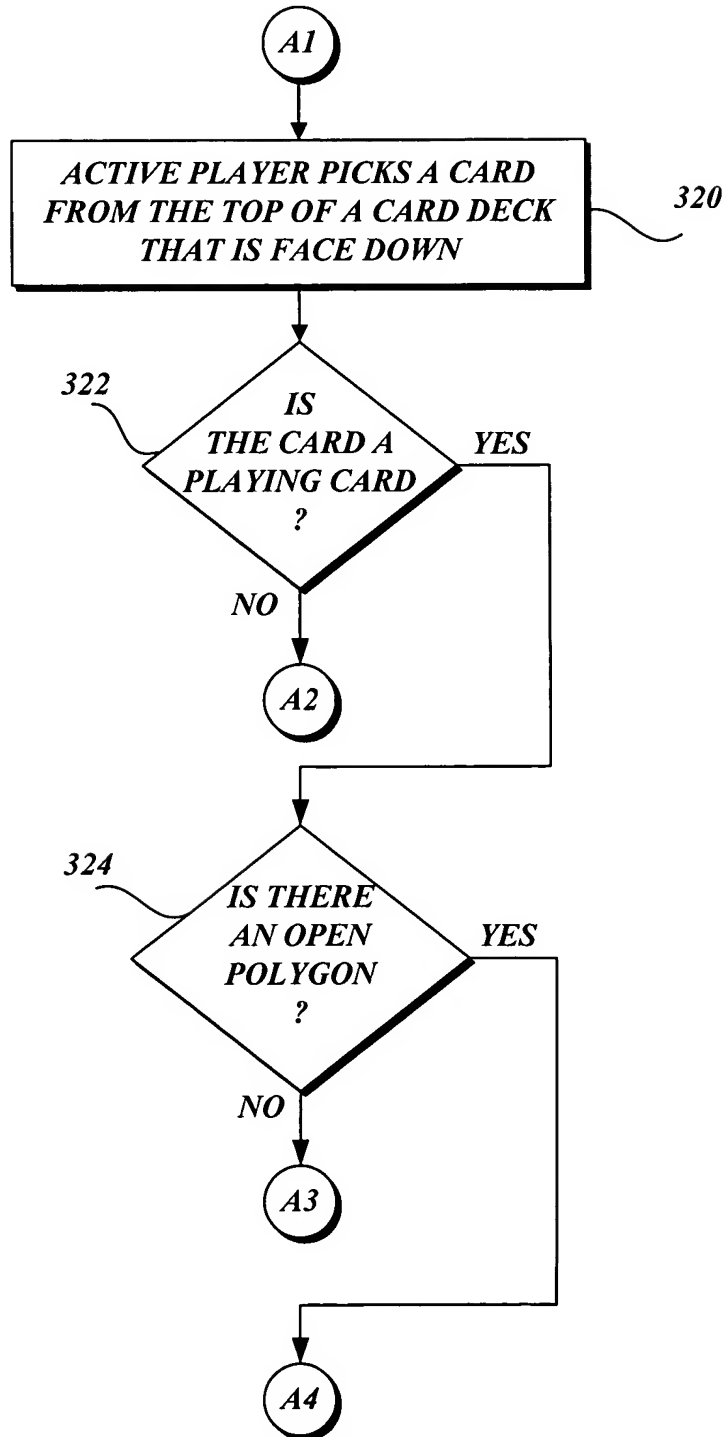 A1
ACTIVE PLAYER PICKS A CARD
FROM THE TOP OF A CARD DECK
THAT IS FACE DOWN
320
322
IS
THE CARD A
PLAYING CARD
?
YES
NO
A2
324
IS THERE
AN OPEN
POLYGON
?
YES
NO
A3
A4